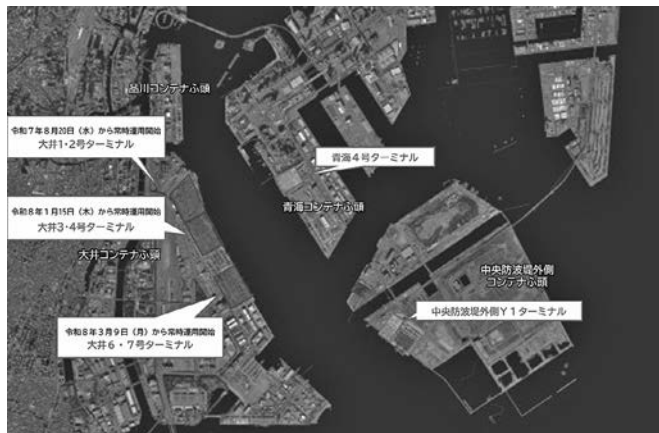 品川コンテナふ頭
令和7年8月20日（水）から常時運用開始
大井1・2号ターミナル
青海4号ターミナル
令和8年1月15日（木）から常時運用開始
大井3・4号ターミナル
青海コンテナふ頭
大井コンテナふ頭
中央防波堤外側
コンテナふ頭
中央防波堤外側Y1ターミナル
令和8年3月9日（月）から常時運用開始
大井6・7号ターミナル